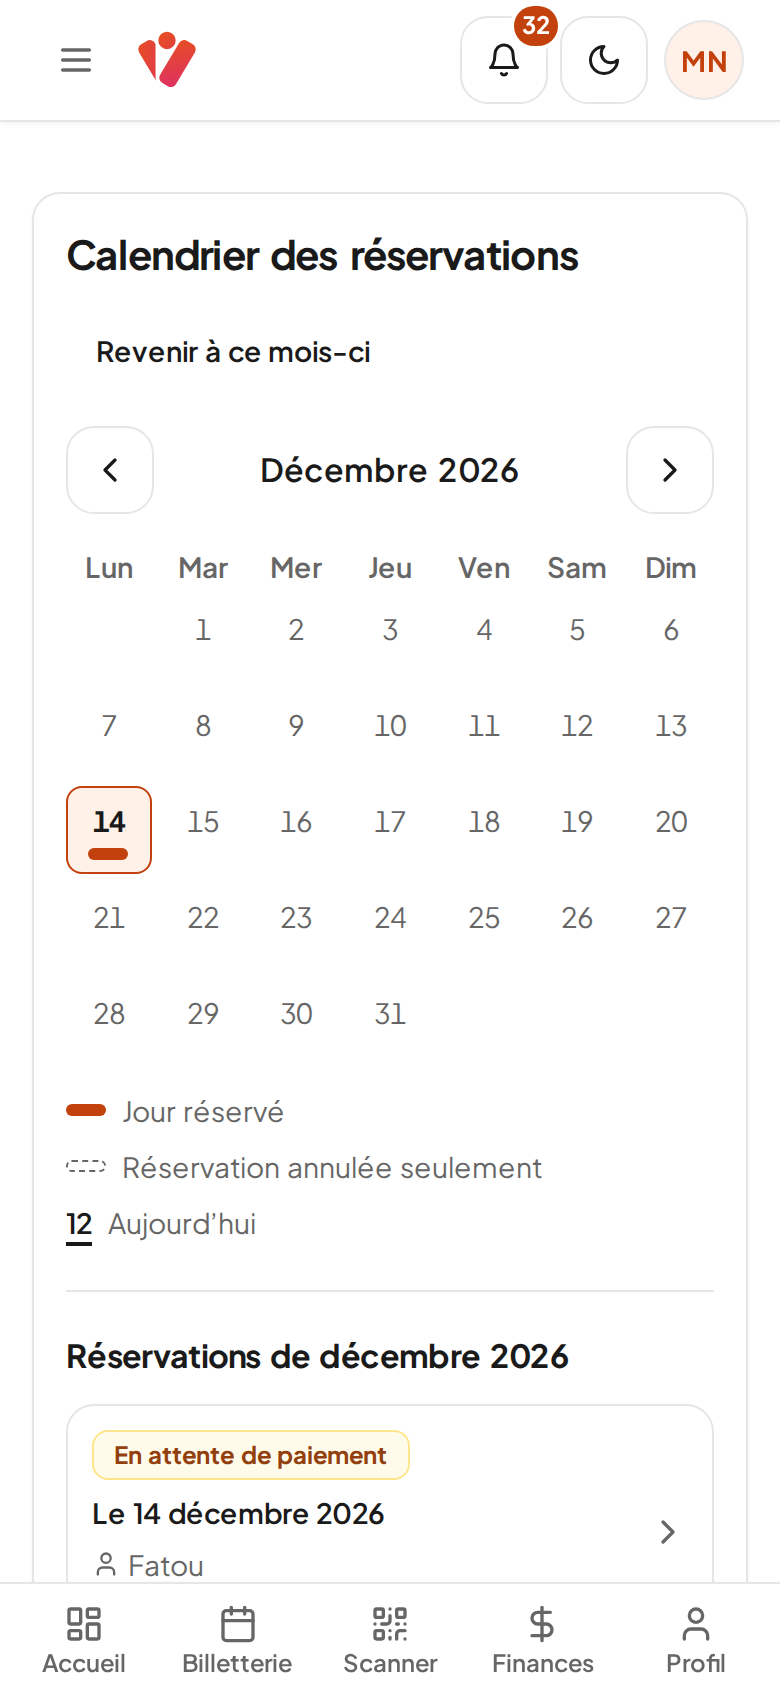 32
MN
Calendrier des réservations
Revenir à ce mois-ci
Décembre 2026
Lun Mar Mer Jeu Ven Sam Dim
1 2 3 4 5 6
7 8 9 10 11 12 13
14 15 16 17 18 19 20
21 22 23 24 25 26 27
28 29 30 31
Jour réservé
Réservation annulée seulement
12 Aujourd’hui
Réservations de décembre 2026
En attente de paiement
Le 14 décembre 2026
Fatou
Accueil Billetterie Scanner Finances Profil